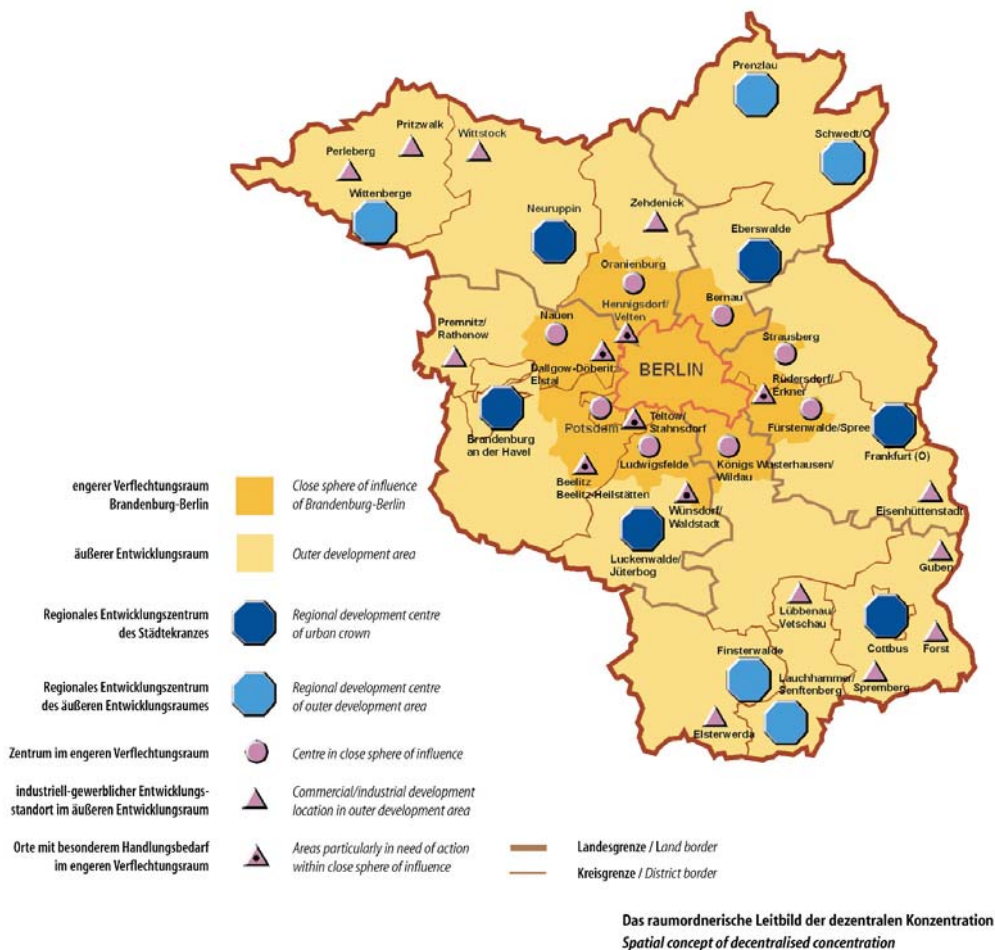 Prenzlau
Schwedt/O
Pritzwalk
Wittstock
Perleberg
Wittenberge
Zehdenick
Neuruppin
Eberswalde
Oranienburg
Hennigsdorf/
Velten
Bernau
Nauen
Premnitz/
Rathenow
Strausberg
BERLIN
Dallgow-Döberitz
Elstal
Rüdersdorf/
Erkner
Potsdam
Teltow/
Stahnsdorf
Fürstenwalde/Spree
Brandenburg
an der Havel
Frankfurt (O)
Ludwigsfelde
Königs Wusterhausen/
Wildau
Beelitz
Beelitz-Heilstätten
Wünsdorf/
Waldstadt
Eisenhüttenstadt
Luckenwalde/
Jüterbog
Guben
Lübbenau/
Vetschau
Cottbus
Forst
Finsterwalde
Lauchhammer/
Senftenberg
Spremberg
Elsterwerda
engerer Verflechtungsraum
Brandenburg-Berlin
Close sphere of influence
of Brandenburg-Berlin
äußerer Entwicklungsraum
Outer development area
Regionales Entwicklungszentrum
des Städtekranzes
Regional development centre
of urban crown
Regionales Entwicklungszentrum
des äußeren Entwicklungsraumes
Regional development centre
of outer development area
Zentrum im engeren Verflechtungsraum
Centre in close sphere of influence
industriell-gewerblicher Entwicklungs-
standort im äußeren Entwicklungsraum
Commercial/industrial development
location in outer development area
Orte mit besonderem Handlungsbedarf
im engeren Verflechtungsraum
Areas particularly in need of action
within close sphere of influence
Landesgrenze / Land border
Kreisgrenze / District border
Das raumordnerische Leitbild der dezentralen Konzentration
Spatial concept of decentralised concentration